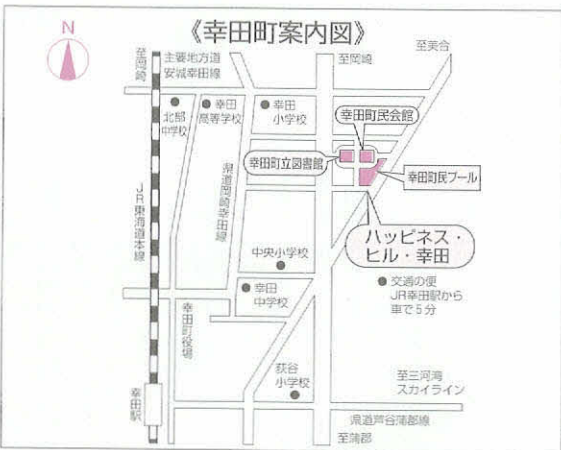 《幸田町案内図》
N
至岡崎
主要地方道
安城幸田線
至岡崎
至美合
北部
中学校
幸田
高等学校
幸田
小学校
幸田町民会館
幸田町立図書館
幸田町民プール
県道岡崎幸田線
JR東海道本線
ハッピネス・
ヒル・幸田
中央小学校
幸田
中学校
交通の便
JR幸田駅から
車で5分
幸田町役場
荻谷
小学校
至三河湾
スカイライン
幸田駅
県道芦谷蒲郡線
至蒲郡